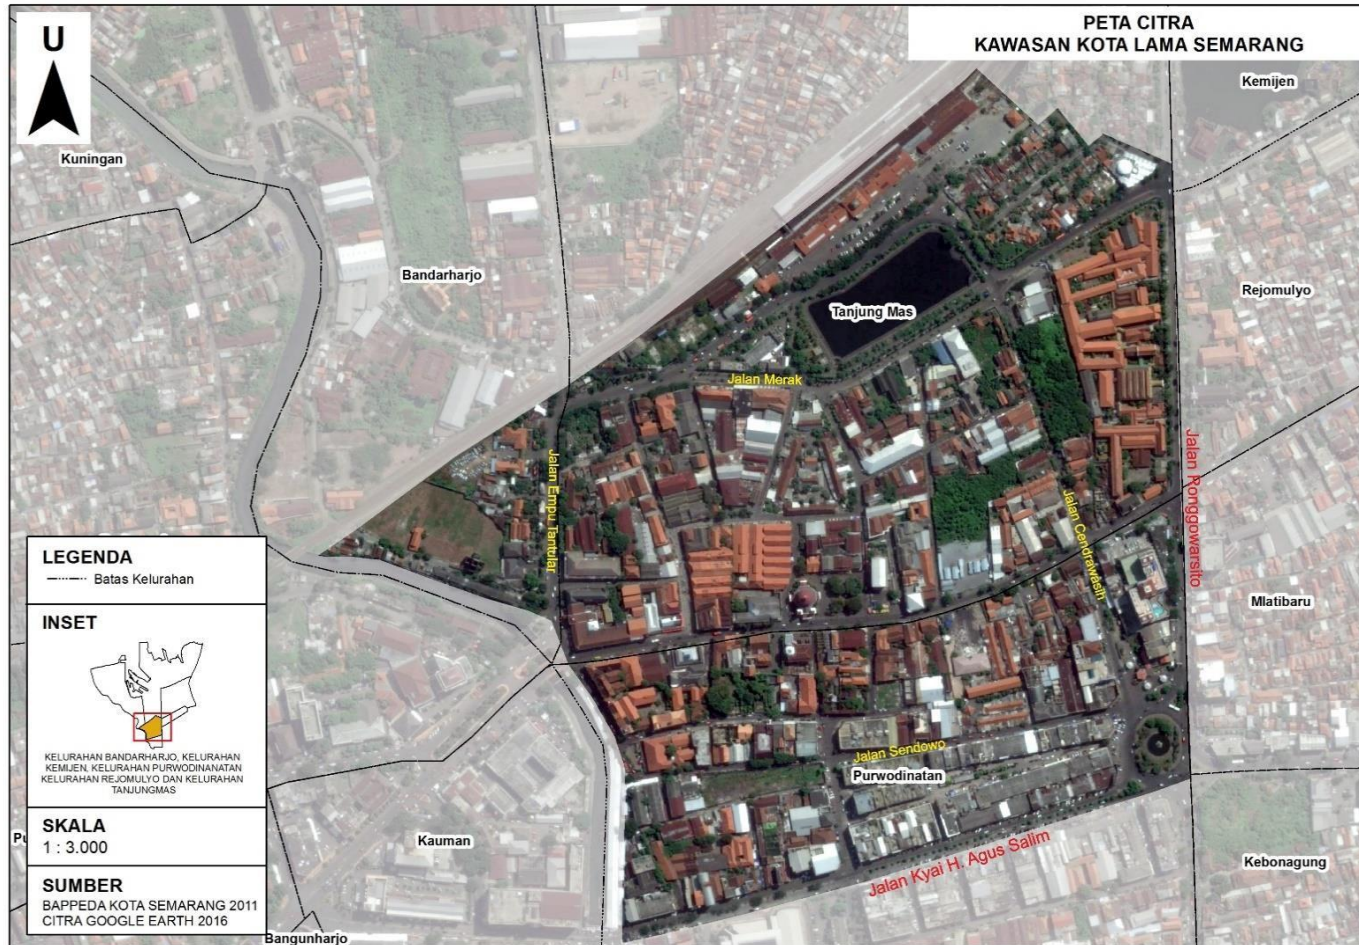 U
PETA CITRA
KAWASAN KOTA LAMA SEMARANG
Kemijen
Kuningan
Bandarharjo
Rejomulyo
Tanjung Mas
Jalan Merak
Jalan Empu Tantular
Jalan Cendrawasih
Jalan Ronggowarsito
Mlatibaru
Jalan Sendowo
Purwodinatan
Kauman
Jalan Kyai H. Agus Salim
Kebonagung
Bangunharjo
Pu
LEGENDA
Batas Kelurahan
INSET
KELURAHAN BANDARHARJO, KELURAHAN
KEMIJEN, KELURAHAN PURWODINANATAN
KELURAHAN REJOMULYO DAN KELURAHAN
TANJUNGMAS
SKALA
1 : 3.000
SUMBER
BAPPEDA KOTA SEMARANG 2011
CITRA GOOGLE EARTH 2016